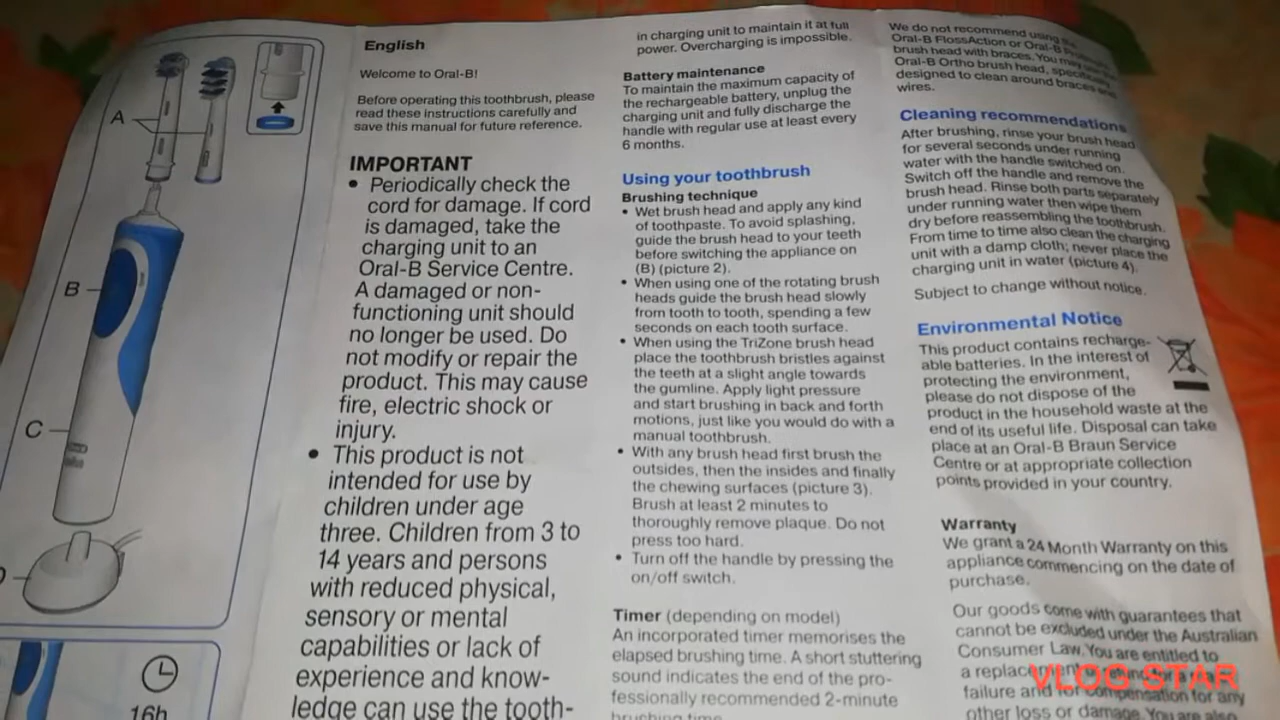 A
B
C
16h
English
Welcome to Oral-B!
Before operating this toothbrush, please
read these instructions carefully and
save this manual for future reference.
IMPORTANT
• Periodically check the
cord for damage. If cord
is damaged, take the
charging unit to an
Oral-B Service Centre.
A damaged or non-
functioning unit should
no longer be used. Do
not modify or repair the
product. This may cause
fire, electric shock or
injury.
• This product is not
intended for use by
children under age
three. Children from 3 to
14 years and persons
with reduced physical,
sensory or mental
capabilities or lack of
experience and know-
ledge can use the tooth-
in charging unit to maintain it at full
power. Overcharging is impossible.
Battery maintenance
To maintain the maximum capacity of
the rechargeable battery, unplug the
charging unit and fully discharge the
handle with regular use at least every
6 months.
Using your toothbrush
Brushing technique
• Wet brush head and apply any kind
of toothpaste. To avoid splashing,
guide the brush head to your teeth
before switching the appliance on
(B) (picture 2).
• When using one of the rotating brush
heads guide the brush head slowly
from tooth to tooth, spending a few
seconds on each tooth surface.
• When using the TriZone brush head
place the toothbrush bristles against
the teeth at a slight angle towards
the gumline. Apply light pressure
and start brushing in back and forth
motions, just like you would do with a
manual toothbrush.
• With any brush head first brush the
outsides, then the insides and finally
the chewing surfaces (picture 3).
Brush at least 2 minutes to
thoroughly remove plaque. Do not
press too hard.
• Turn off the handle by pressing the
on/off switch.
Timer (depending on model)
An incorporated timer memorises the
elapsed brushing time. A short stuttering
sound indicates the end of the pro-
fessionally recommended 2-minute
brushing time.
We do not recommend using the
Oral-B FlossAction or Oral-B
brush head with braces. You may
Oral-B Ortho brush head, specifically
designed to clean around braces and
wires.
Cleaning recommendations
After brushing, rinse your brush head
for several seconds under running
water with the handle switched on.
Switch off the handle and remove the
brush head. Rinse both parts separately
under running water then wipe them
dry before reassembling the toothbrush.
From time to time also clean the charging
unit with a damp cloth; never place the
charging unit in water (picture 4).
Subject to change without notice.
Environmental Notice
This product contains recharge-
able batteries. In the interest of
protecting the environment,
please do not dispose of the
product in the household waste at the
end of its useful life. Disposal can take
place at an Oral-B Braun Service
Centre or at appropriate collection
points provided in your country.
Warranty
We grant a 24 Month Warranty on this
appliance commencing on the date of
purchase.
Our goods come with guarantees that
cannot be excluded under the Australian
Consumer Law. You are entitled to
a replacement
failure and compensation for any
other loss or damage. You are also
VLOG STAR